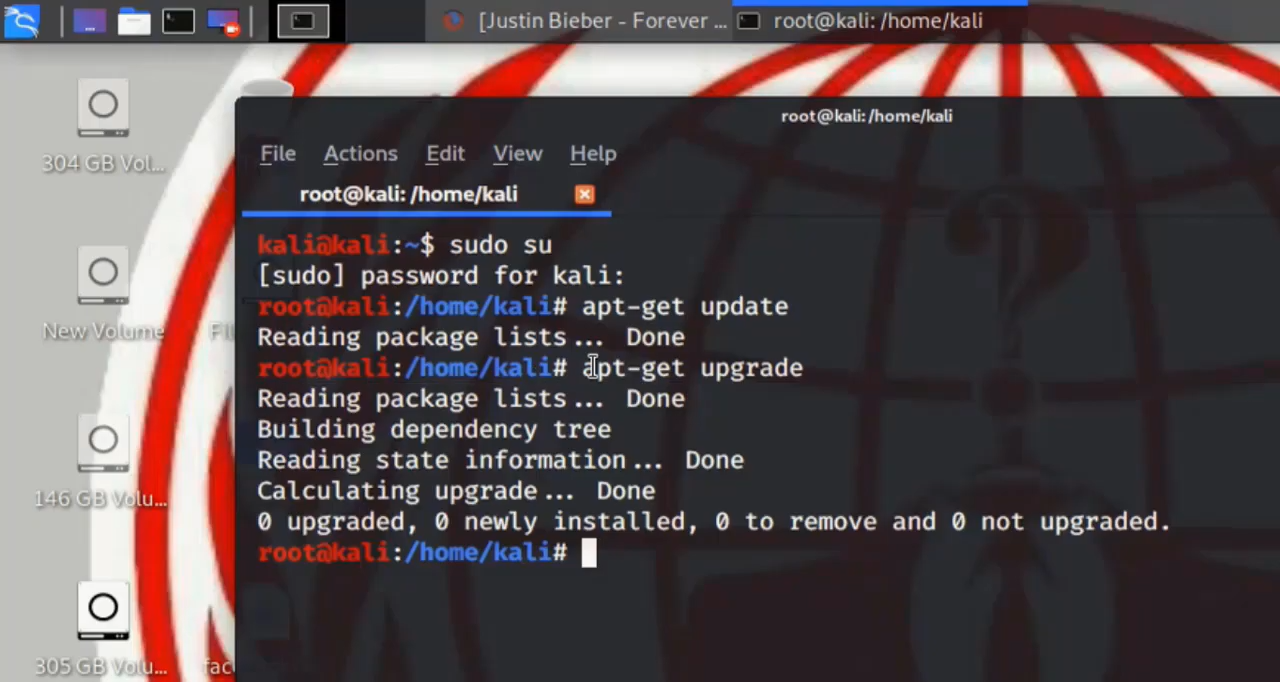 [Justin Bieber - Forever ...
root@kali: /home/kali
root@kali: /home/kali
File Actions Edit View Help
root@kali: /home/kali
kali@kali:~$ sudo su
[sudo] password for kali:
root@kali:/home/kali# apt-get update
Reading package lists... Done
root@kali:/home/kali# apt-get upgrade
Reading package lists... Done
Building dependency tree
Reading state information... Done
Calculating upgrade... Done
0 upgraded, 0 newly installed, 0 to remove and 0 not upgraded.
root@kali:/home/kali#
304 GB Vol...
New Volume
146 GB Volu...
305 GB Volu...